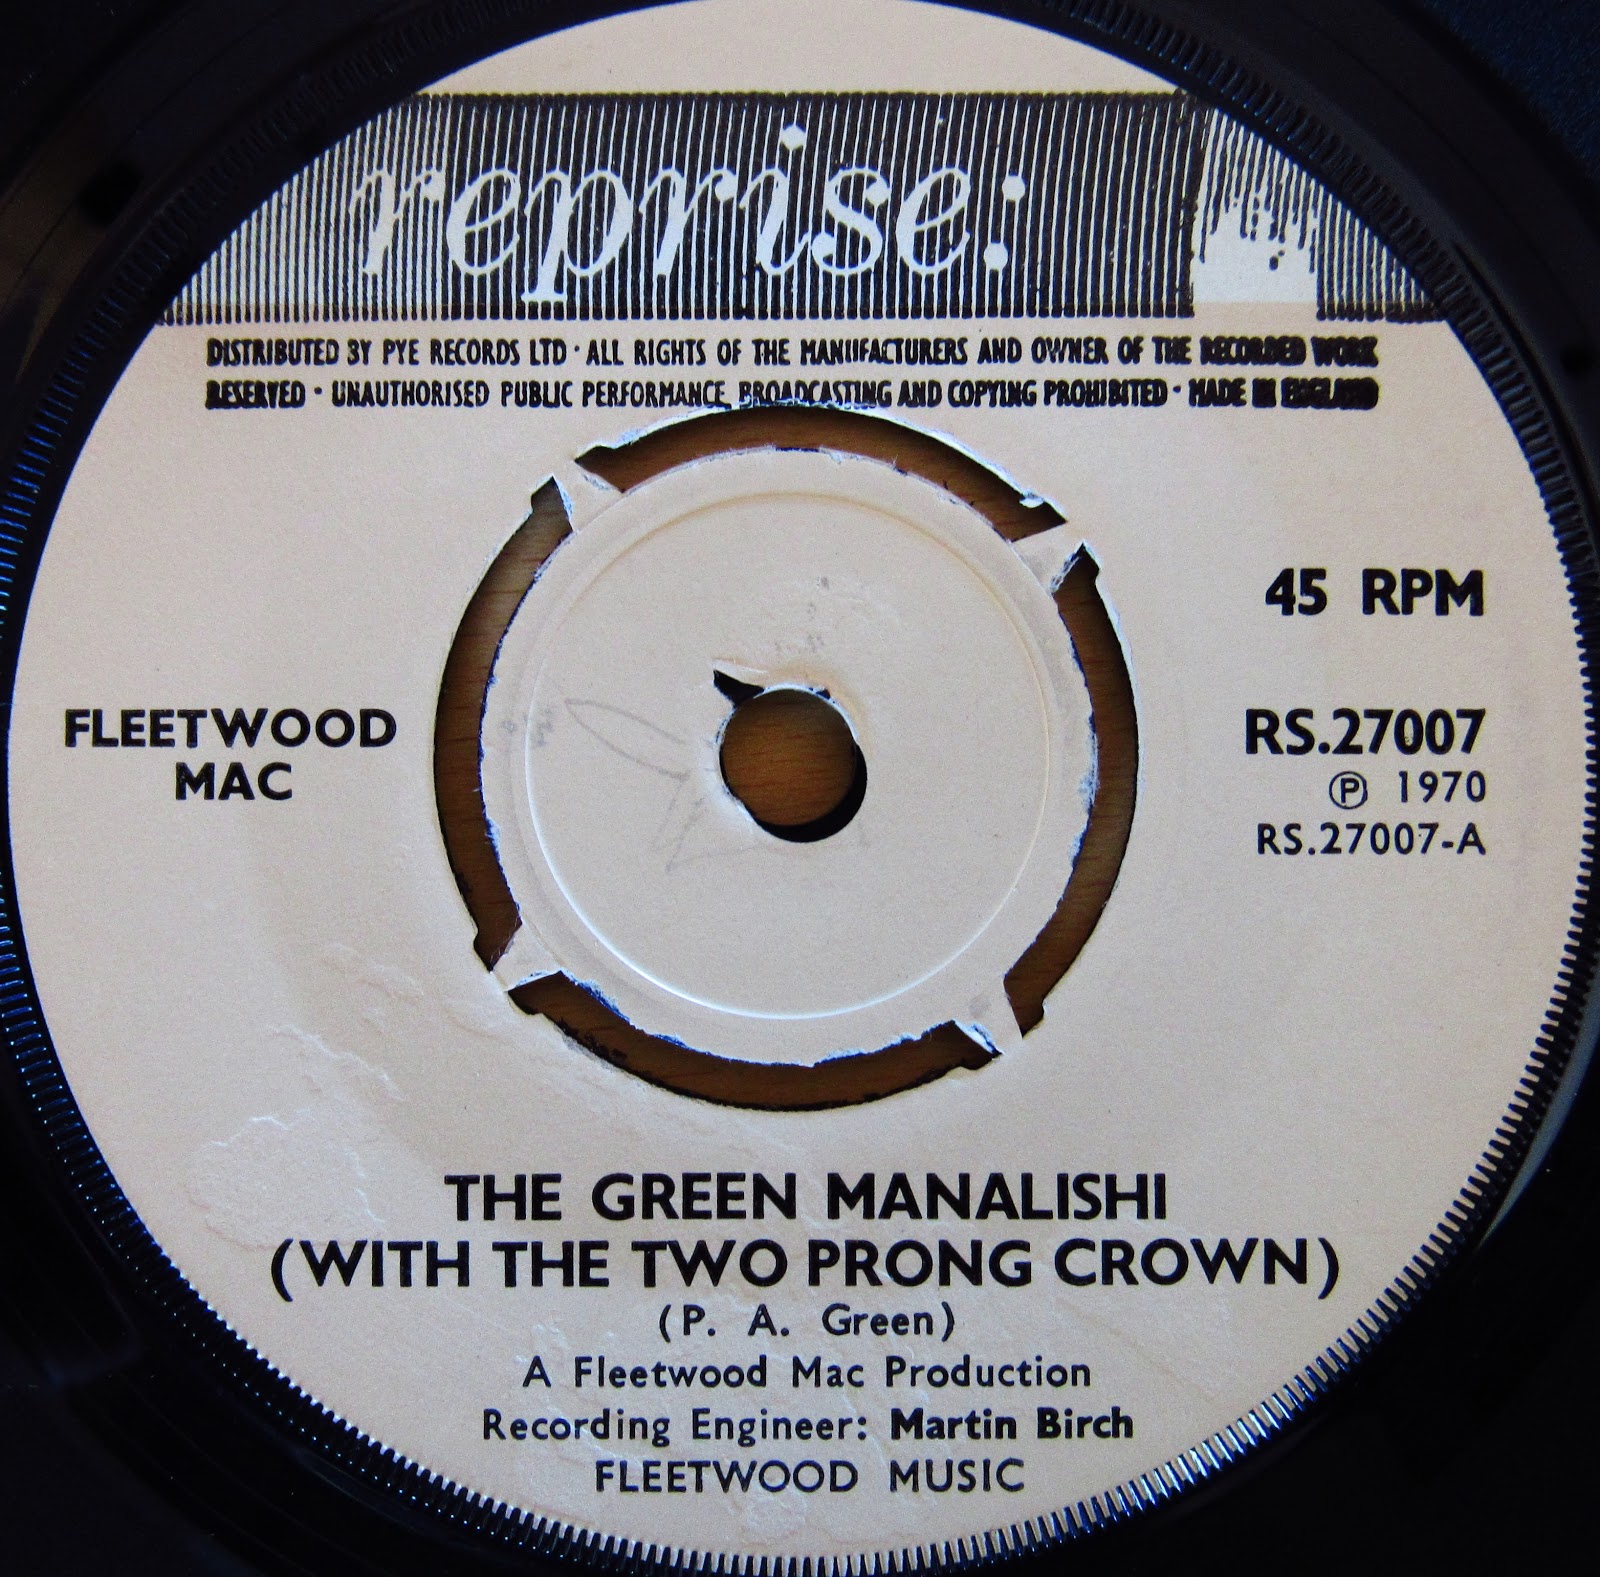 reprise:
DISTRIBUTED BY PYE RECORDS LTD · ALL RIGHTS OF THE MANUFACTURERS AND OWNER OF THE RECORDED WORK
RESERVED · UNAUTHORISED PUBLIC PERFORMANCE, BROADCASTING AND COPYING PROHIBITED · MADE IN ENGLAND
45 RPM
FLEETWOOD
MAC
RS.27007
Ⓟ 1970
RS.27007-A
THE GREEN MANALISHI
(WITH THE TWO PRONG CROWN)
(P. A. Green)
A Fleetwood Mac Production
Recording Engineer: Martin Birch
FLEETWOOD MUSIC